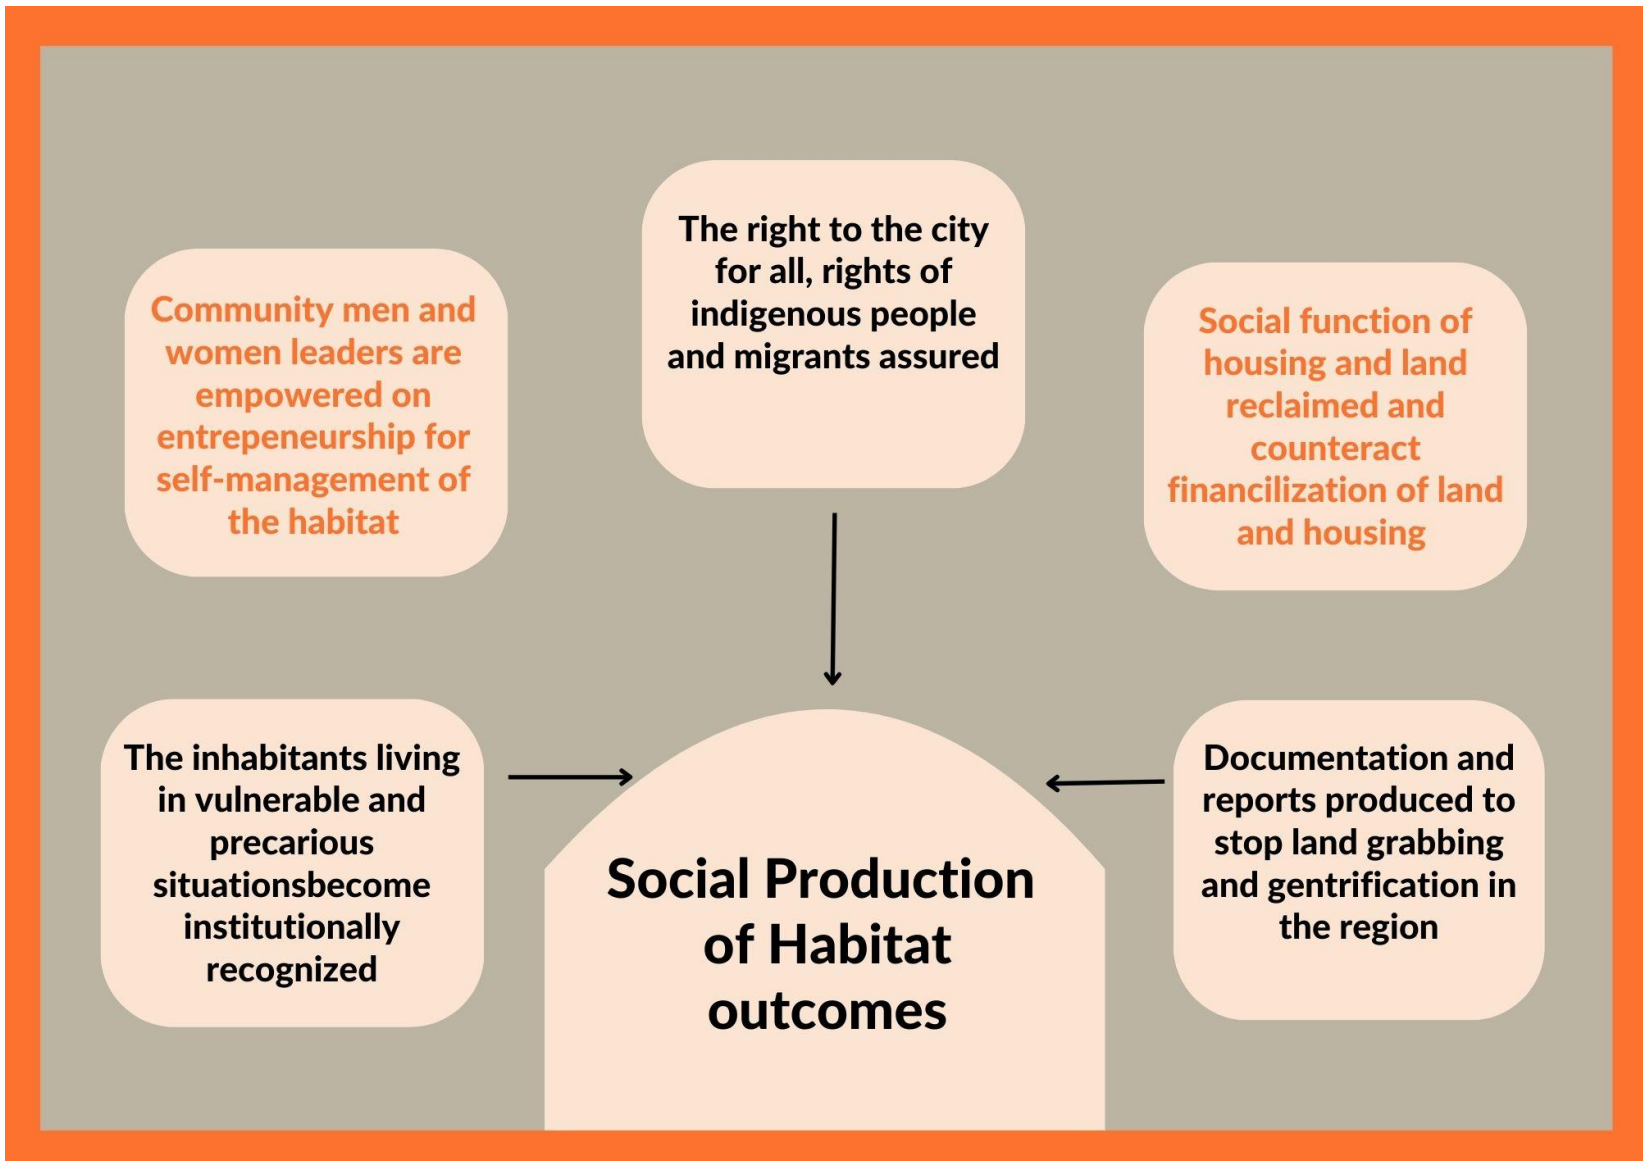 The right to the city
for all, rights of
indigenous people
and migrants assured
Community men and
women leaders are
empowered on
entrepeneurship for
self-management of
the habitat
Social function of
housing and land
reclaimed and
counteract
financilization of land
and housing
The inhabitants living
in vulnerable and
precarious
situationsbecome
institutionally
recognized
Documentation and
reports produced to
stop land grabbing
and gentrification in
the region
Social Production
of Habitat
outcomes